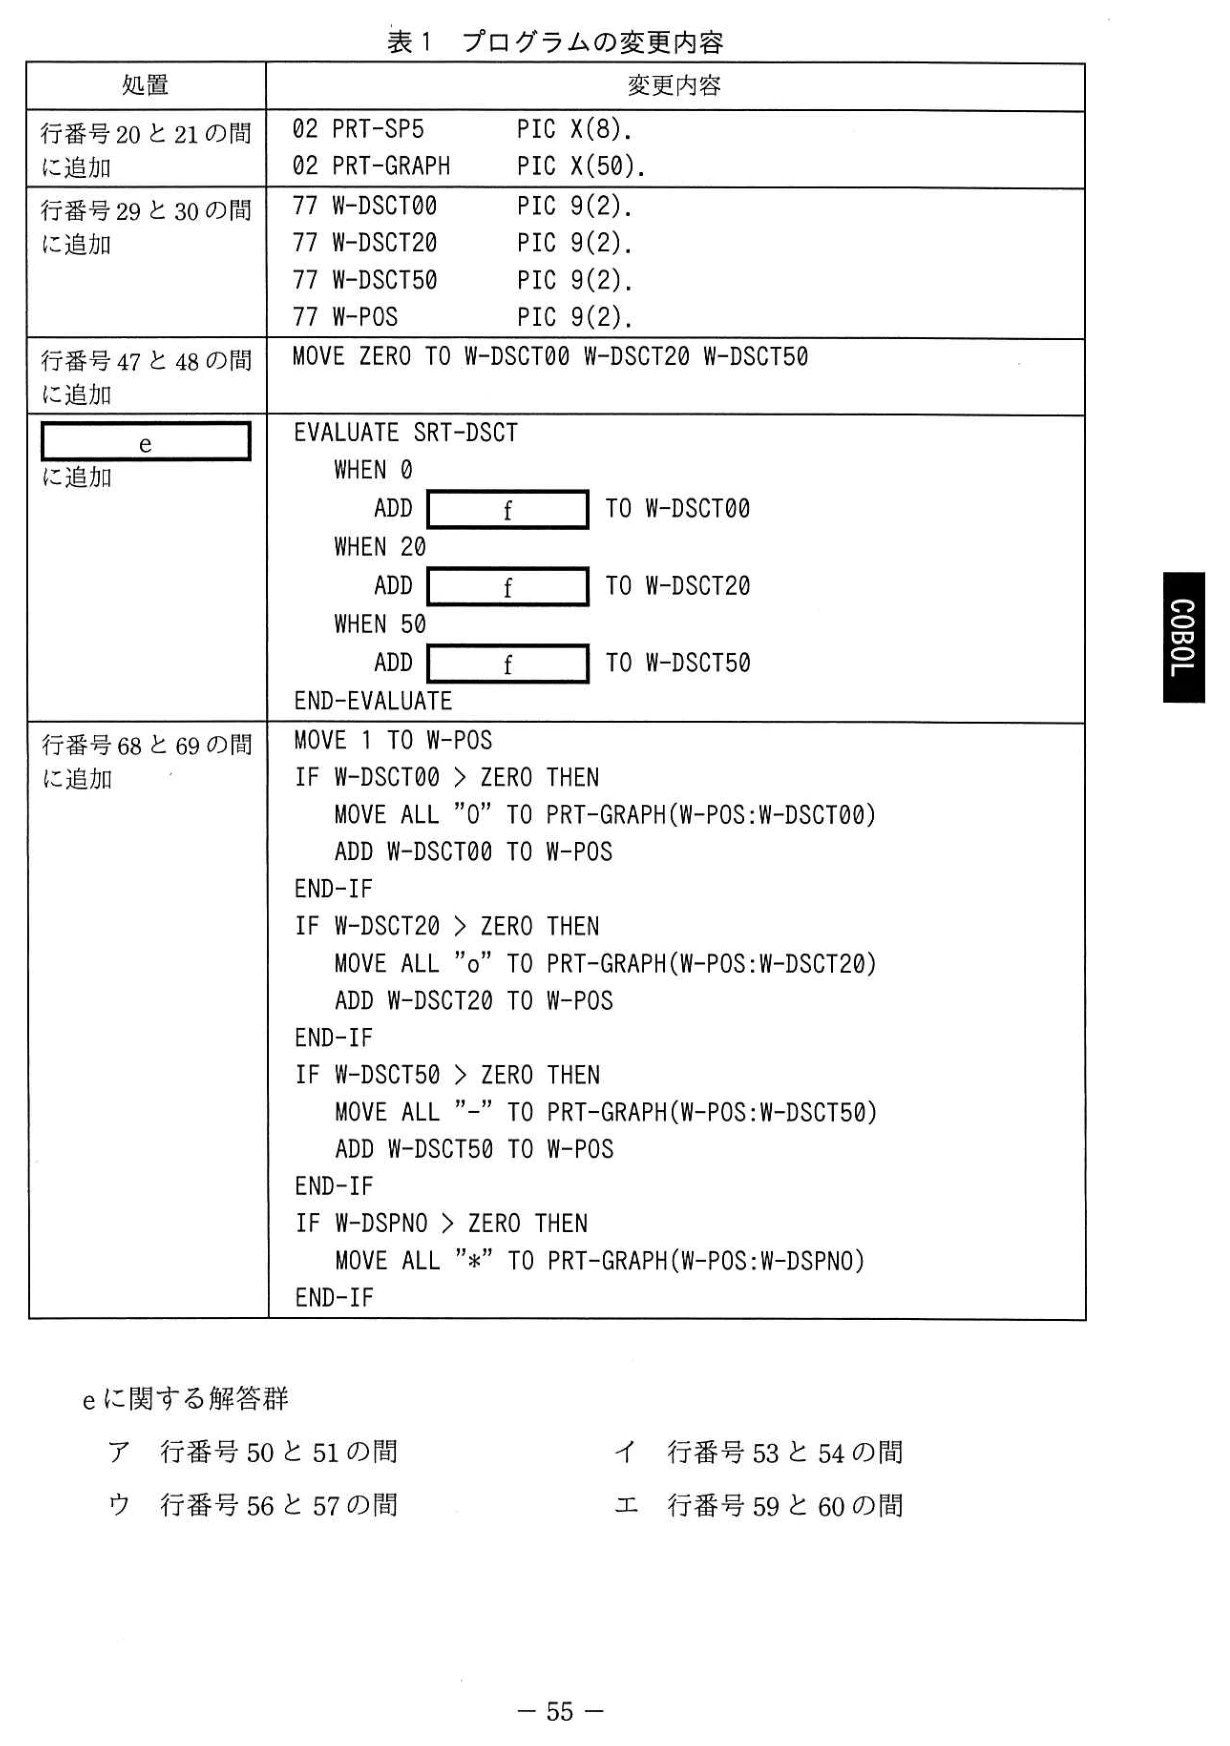 表1　プログラムの変更内容
処置　変更内容
行番号20と21の間
に追加
02 PRT-SP5 PIC X(8).
02 PRT-GRAPH PIC X(50).
行番号29と30の間
に追加
77 W-DSCT00 PIC 9(2).
77 W-DSCT20 PIC 9(2).
77 W-DSCT50 PIC 9(2).
77 W-POS PIC 9(2).
行番号47と48の間
に追加
MOVE ZERO TO W-DSCT00 W-DSCT20 W-DSCT50
e
に追加
EVALUATE SRT-DSCT
WHEN 0
ADD f TO W-DSCT00
WHEN 20
ADD f TO W-DSCT20
WHEN 50
ADD f TO W-DSCT50
END-EVALUATE
行番号68と69の間
に追加
MOVE 1 TO W-POS
IF W-DSCT00 > ZERO THEN
MOVE ALL ”O” TO PRT-GRAPH(W-POS:W-DSCT00)
ADD W-DSCT00 TO W-POS
END-IF
IF W-DSCT20 > ZERO THEN
MOVE ALL ”o” TO PRT-GRAPH(W-POS:W-DSCT20)
ADD W-DSCT20 TO W-POS
END-IF
IF W-DSCT50 > ZERO THEN
MOVE ALL ”-” TO PRT-GRAPH(W-POS:W-DSCT50)
ADD W-DSCT50 TO W-POS
END-IF
IF W-DSPNO > ZERO THEN
MOVE ALL ”*” TO PRT-GRAPH(W-POS:W-DSPNO)
END-IF
COBOL
eに関する解答群
ア　行番号50と51の間　イ　行番号53と54の間
ウ　行番号56と57の間　エ　行番号59と60の間
－ 55 －